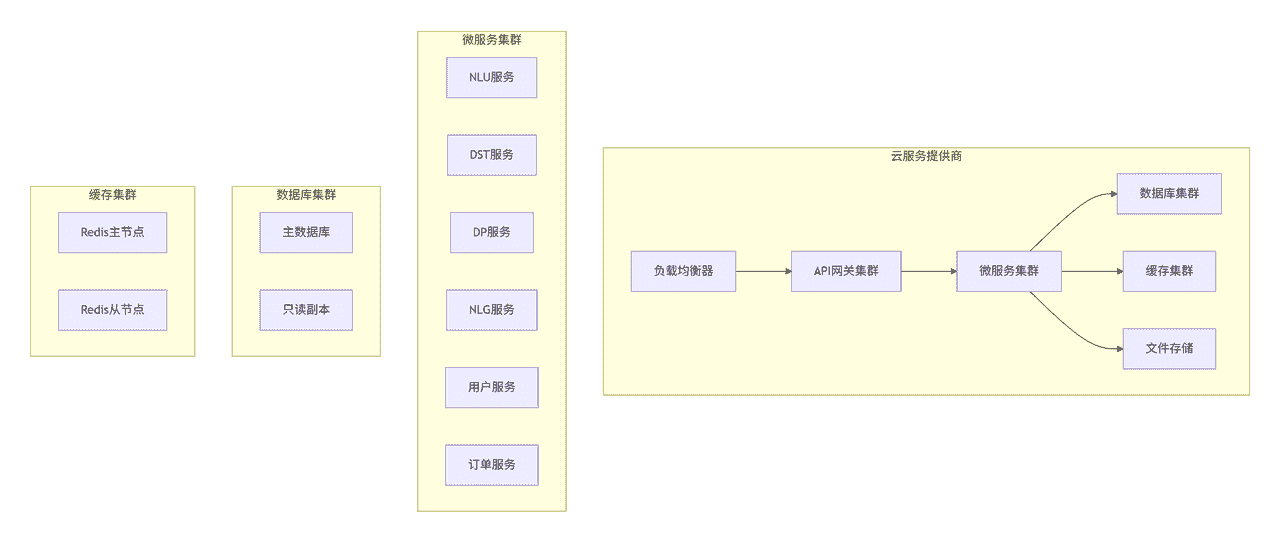 缓存集群
Redis主节点
Redis从节点
数据库集群
主数据库
只读副本
微服务集群
NLU服务
DST服务
DP服务
NLG服务
用户服务
订单服务
云服务提供商
负载均衡器
API网关集群
微服务集群
数据库集群
缓存集群
文件存储